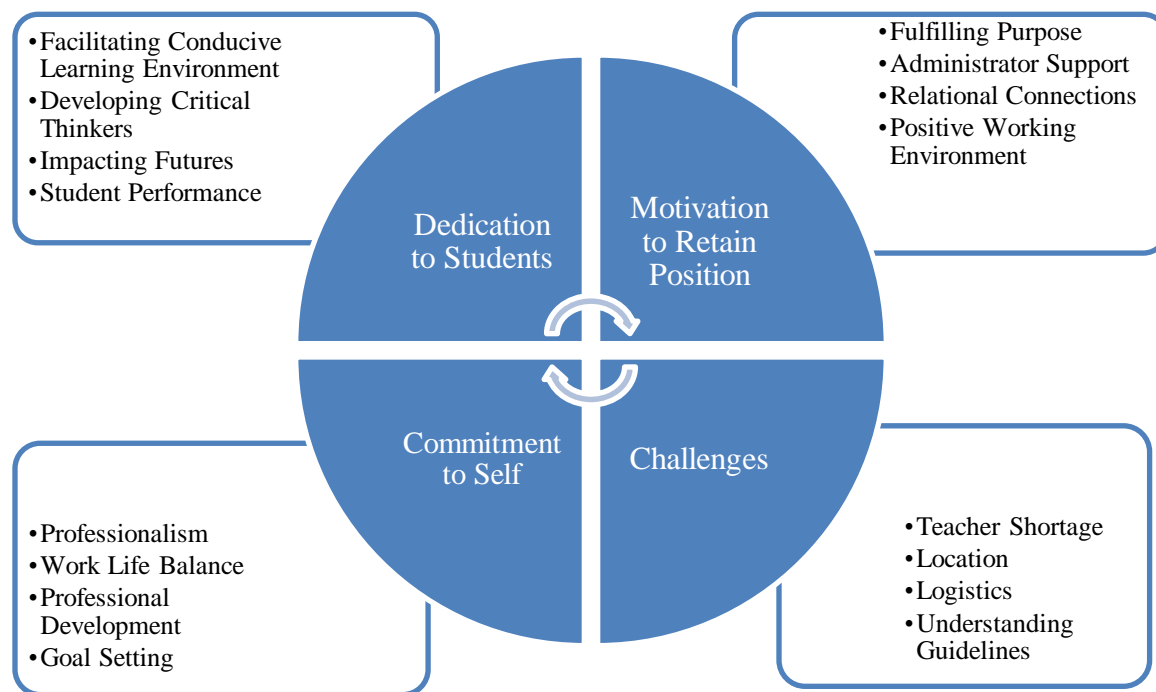 •Facilitating Conducive
Learning Environment
•Developing Critical
Thinkers
•Impacting Futures
•Student Performance
•Fulfilling Purpose
•Administrator Support
•Relational Connections
•Positive Working
Environment
Dedication
to Students
Motivation
to Retain
Position
Commitment
to Self
Challenges
•Professionalism
•Work Life Balance
•Professional
Development
•Goal Setting
•Teacher Shortage
•Location
•Logistics
•Understanding
Guidelines